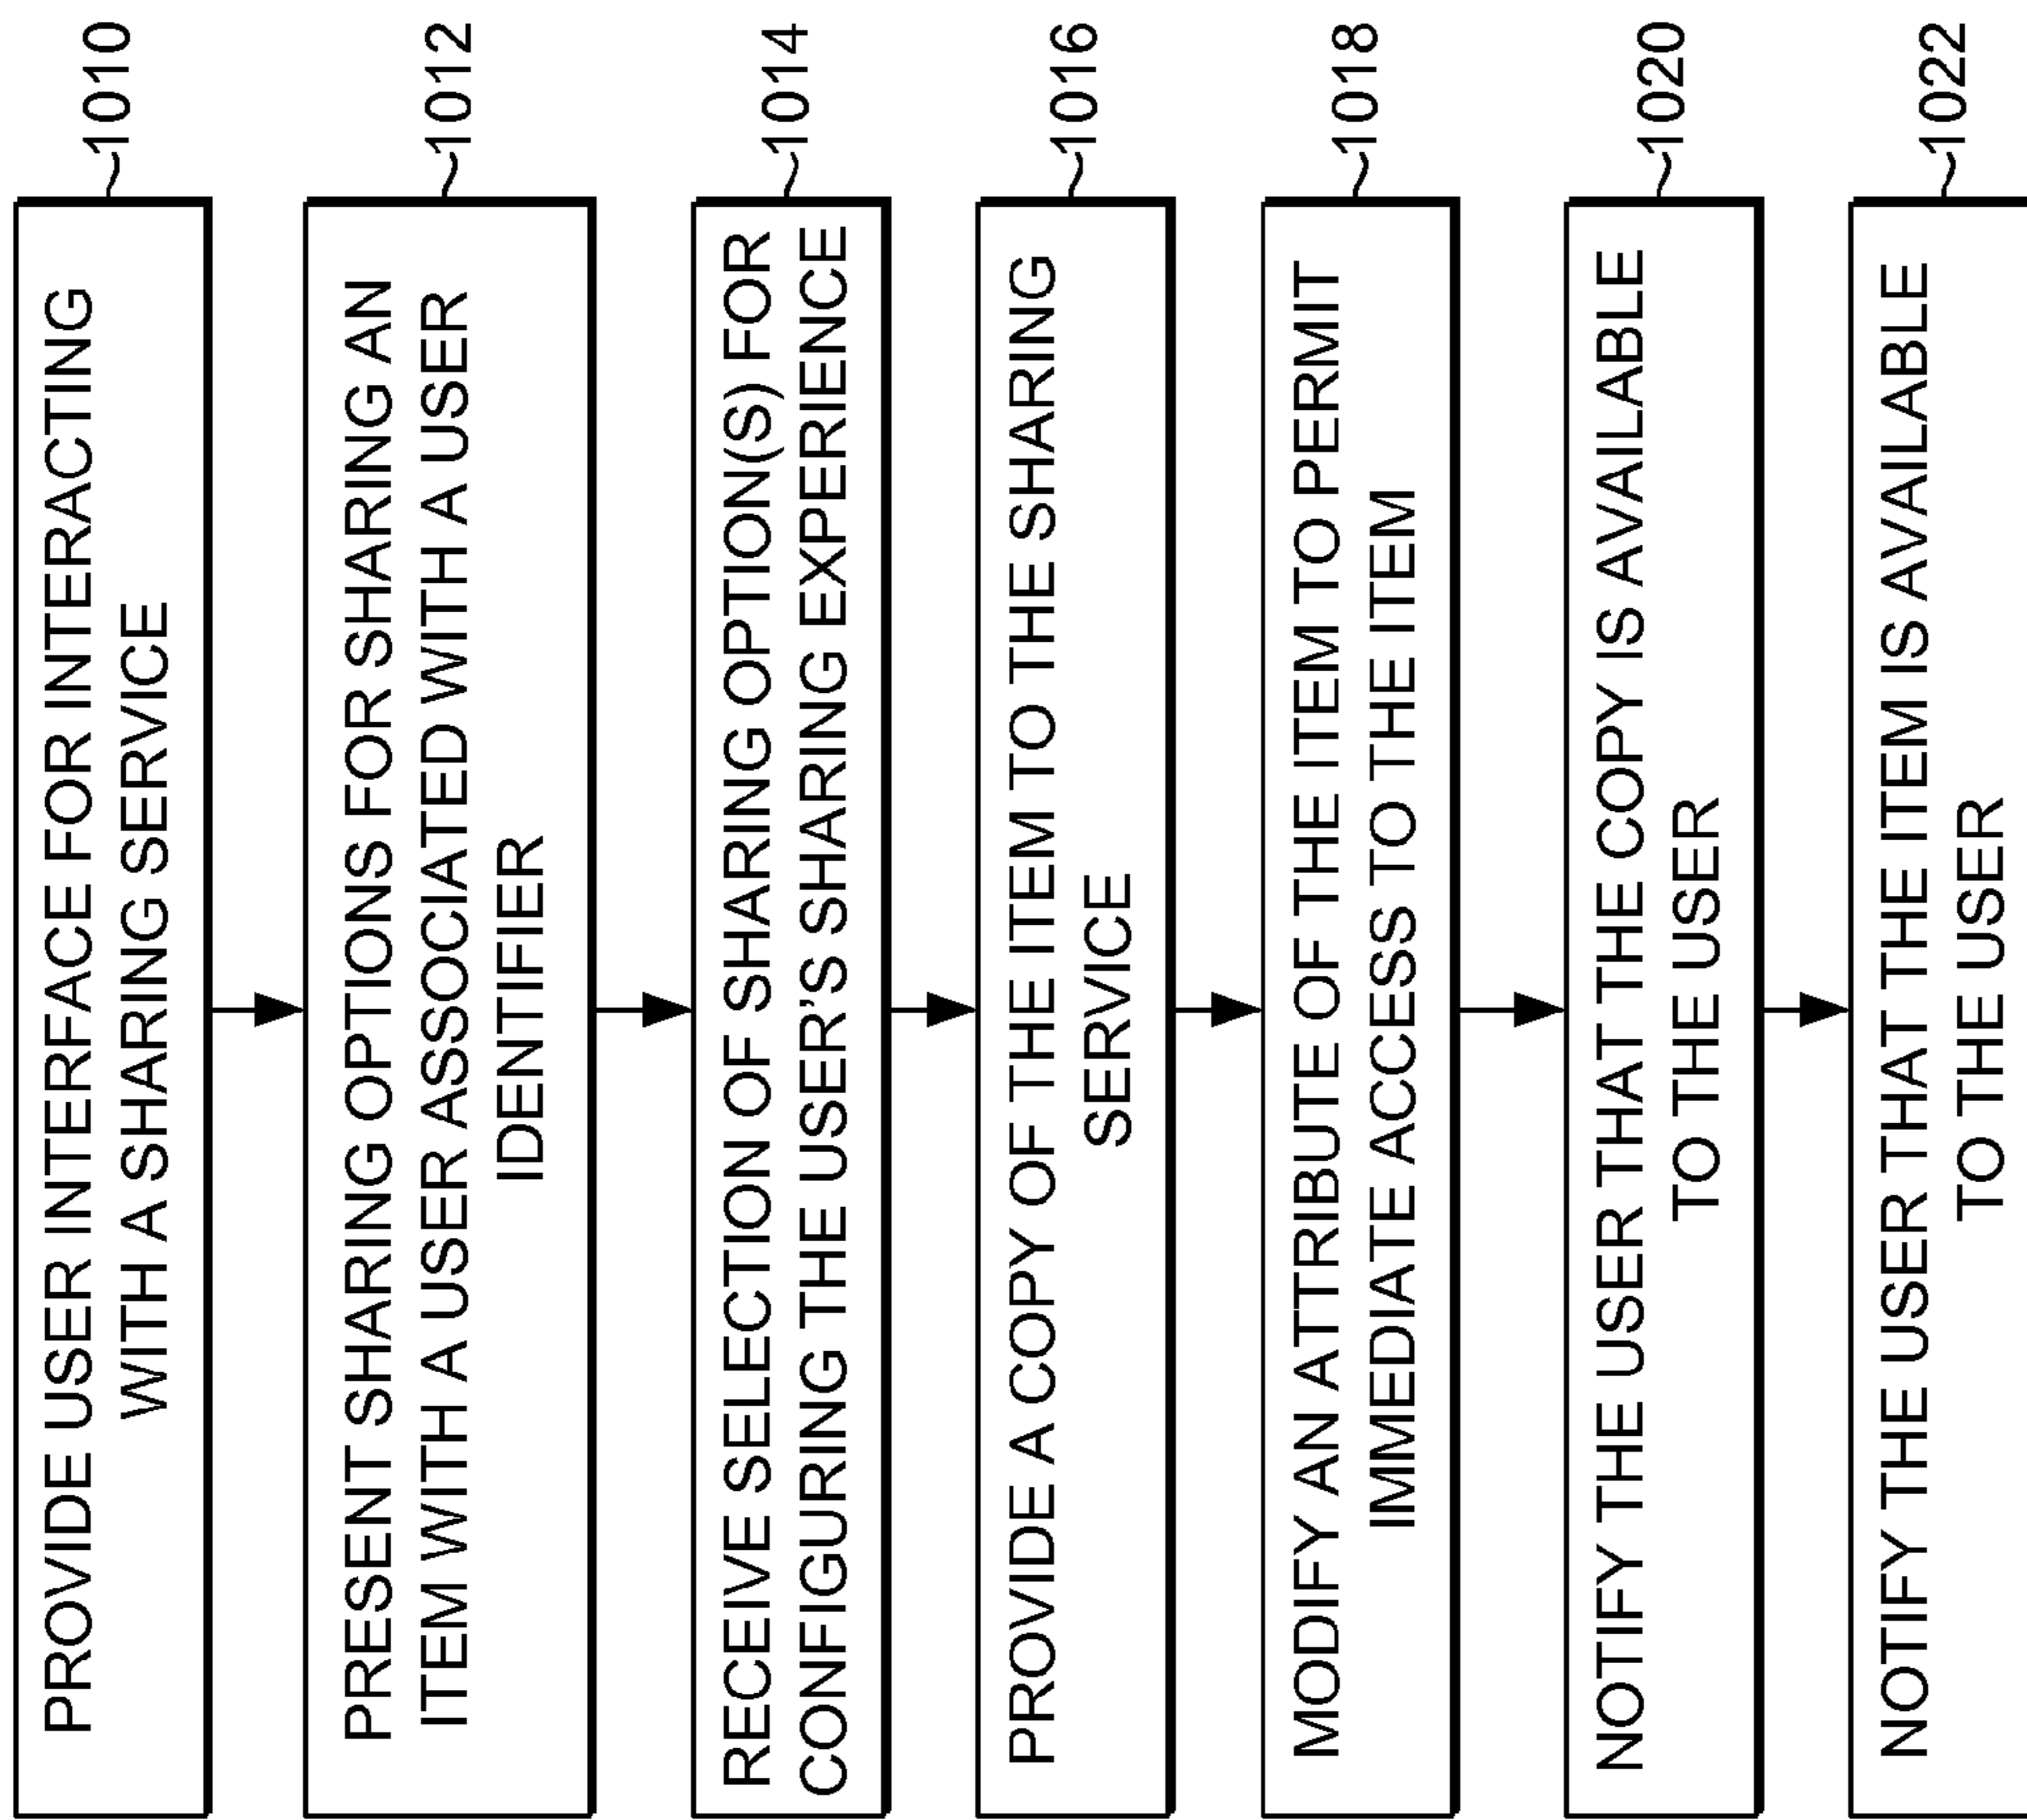 PROVIDE USER INTERFACE FOR INTERACTING
WITH A SHARING SERVICE
1010
PRESENT SHARING OPTIONS FOR SHARING AN
ITEM WITH A USER ASSOCIATED WITH A USER
IDENTIFIER
1012
RECEIVE SELECTION OF SHARING OPTION(S) FOR
CONFIGURING THE USER'S SHARING EXPERIENCE
1014
PROVIDE A COPY OF THE ITEM TO THE SHARING
SERVICE
1016
MODIFY AN ATTRIBUTE OF THE ITEM TO PERMIT
IMMEDIATE ACCESS TO THE ITEM
1018
NOTIFY THE USER THAT THE COPY IS AVAILABLE
TO THE USER
1020
NOTIFY THE USER THAT THE ITEM IS AVAILABLE
TO THE USER
1022